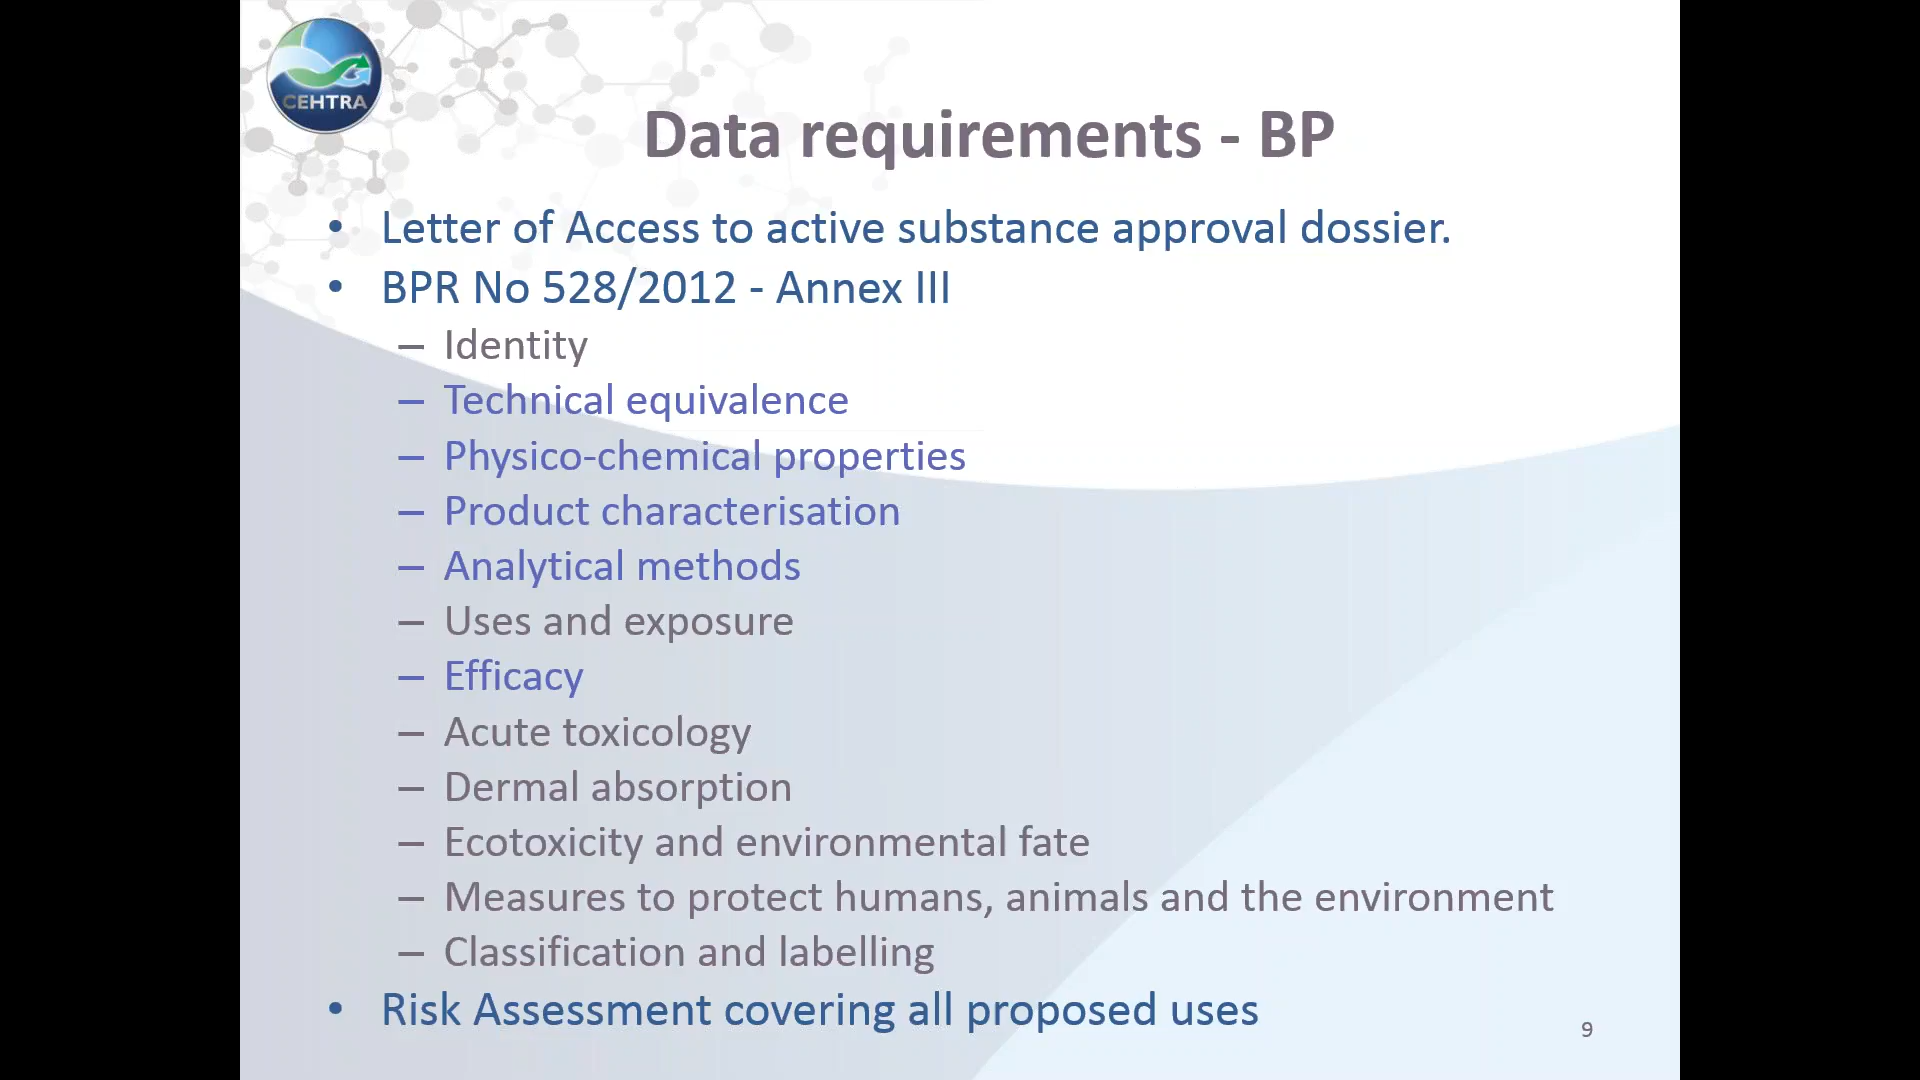 CEHTRA
Data requirements - BP
• Letter of Access to active substance approval dossier.
• BPR No 528/2012 - Annex III
– Identity
– Technical equivalence
– Physico-chemical properties
– Product characterisation
– Analytical methods
– Uses and exposure
– Efficacy
– Acute toxicology
– Dermal absorption
– Ecotoxicity and environmental fate
– Measures to protect humans, animals and the environment
– Classification and labelling
• Risk Assessment covering all proposed uses
9